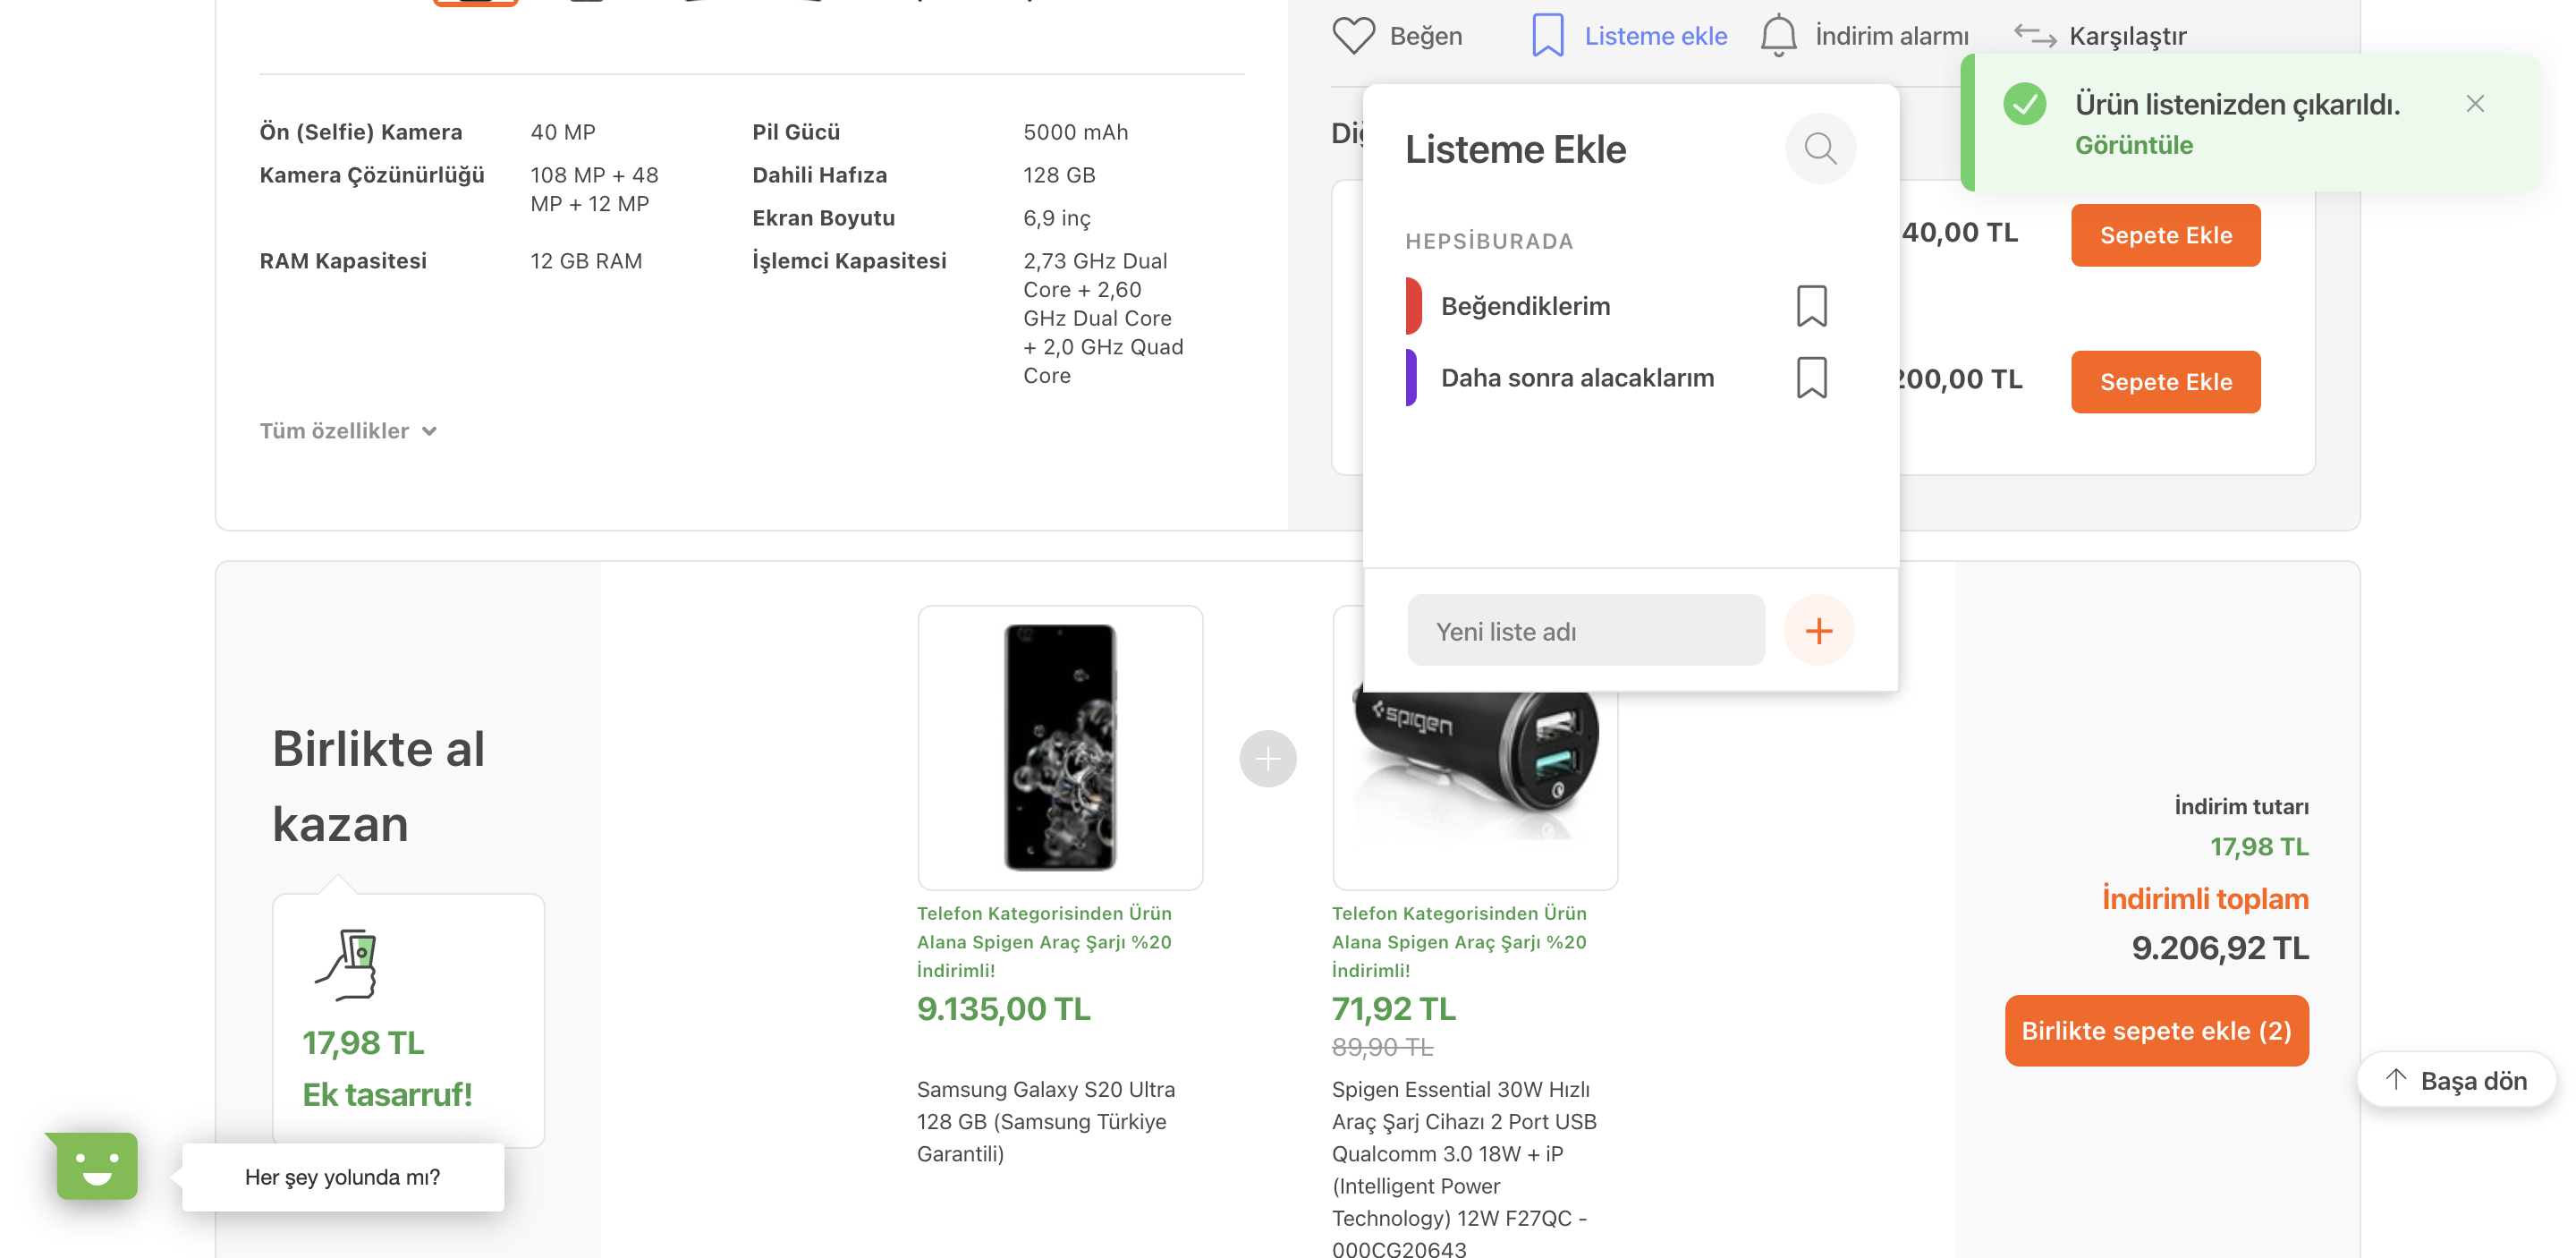 Beğen
Listeme ekle
İndirim alarmı
Karşılaştır
Ürün listenizden çıkarıldı.
Görüntüle
Ön (Selfie) Kamera
40 MP
Kamera Çözünürlüğü
108 MP + 48
MP + 12 MP
RAM Kapasitesi
12 GB RAM
Pil Gücü
5000 mAh
Dahili Hafıza
128 GB
Ekran Boyutu
6,9 inç
İşlemci Kapasitesi
2,73 GHz Dual
Core + 2,60
GHz Dual Core
+ 2,0 GHz Quad
Core
Tüm özellikler
Listeme Ekle
HEPSİBURADA
Beğendiklerim
Daha sonra alacaklarım
Yeni liste adı
40,00 TL
Sepete Ekle
200,00 TL
Sepete Ekle
Birlikte al
kazan
17,98 TL
Ek tasarruf!
Her şey yolunda mı?
Telefon Kategorisinden Ürün
Alana Spigen Araç Şarjı %20
İndirimli!
9.135,00 TL
Samsung Galaxy S20 Ultra
128 GB (Samsung Türkiye
Garantili)
spigen
Telefon Kategorisinden Ürün
Alana Spigen Araç Şarjı %20
İndirimli!
71,92 TL
89,90 TL
Spigen Essential 30W Hızlı
Araç Şarj Cihazı 2 Port USB
Qualcomm 3.0 18W + iP
(Intelligent Power
Technology) 12W F27QC -
000CG20643
İndirim tutarı
17,98 TL
İndirimli toplam
9.206,92 TL
Birlikte sepete ekle (2)
Başa dön